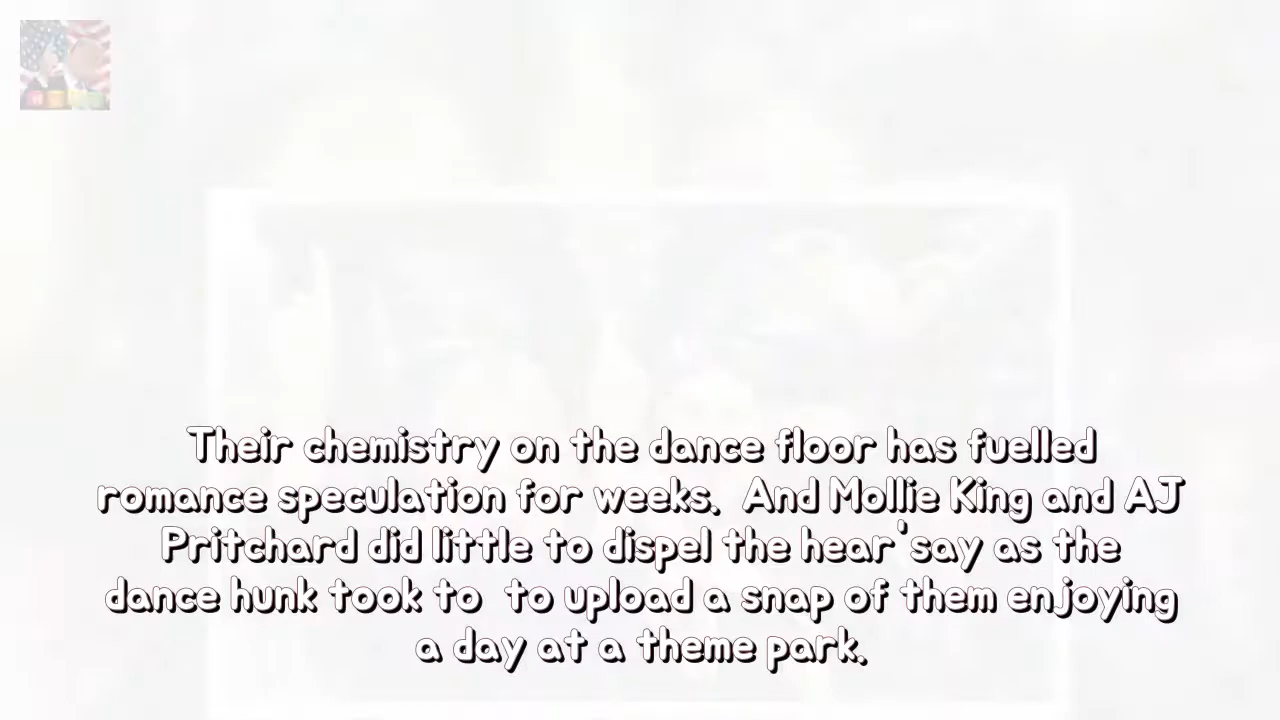 Their chemistry on the dance floor has fuelled
romance speculation for weeks.  And Mollie King and AJ
Pritchard did little to dispel the hear'say as the
dance hunk took to  to upload a snap of them enjoying
a day at a theme park.